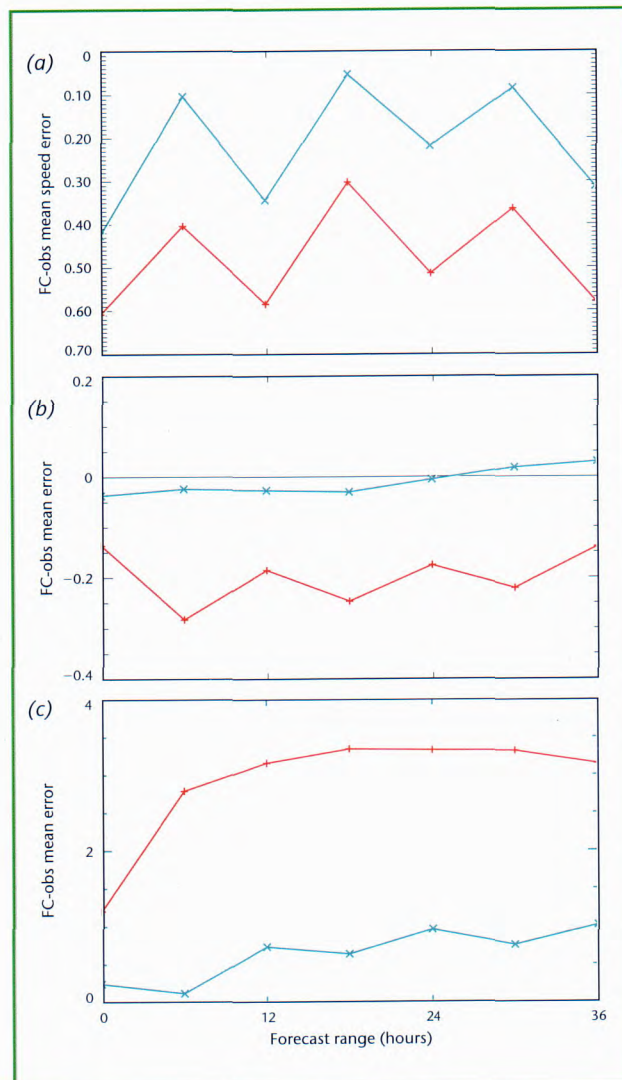 (a)
FC-obs mean speed error
0
0.10
0.20
0.30
0.40
0.50
0.60
0.70
(b)
FC-obs mean error
0.2
0
−0.2
−0.4
(c)
FC-obs mean error
4
2
0
0
12
24
36
Forecast range (hours)